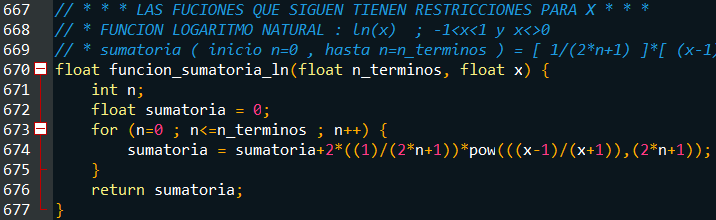 667 // * * * LAS FUCIONES QUE SIGUEN TIENEN RESTRICCIONES PARA X * * *
668 // * FUNCION LOGARITMO NATURAL : ln(x) ; -1<x<1 y x<>0
669 // * sumatoria ( inicio n=0 , hasta n=n_terminos ) = [ 1/(2*n+1) ]*[ (x-1)
670 float funcion_sumatoria_ln(float n_terminos, float x) {
671 int n;
672 float sumatoria = 0;
673 for (n=0 ; n<=n_terminos ; n++) {
674 sumatoria = sumatoria+2*((1)/(2*n+1))*pow(((x-1)/(x+1)),(2*n+1));
675 }
676 return sumatoria;
677 }